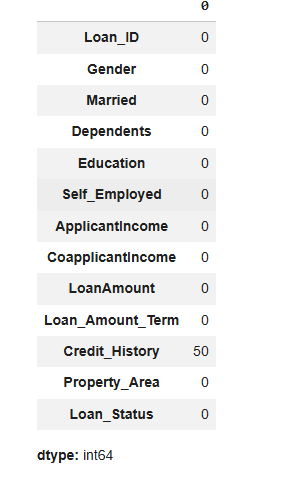 0
Loan_ID 0
Gender 0
Married 0
Dependents 0
Education 0
Self_Employed 0
ApplicantIncome 0
CoapplicantIncome 0
LoanAmount 0
Loan_Amount_Term 0
Credit_History 50
Property_Area 0
Loan_Status 0
dtype: int64